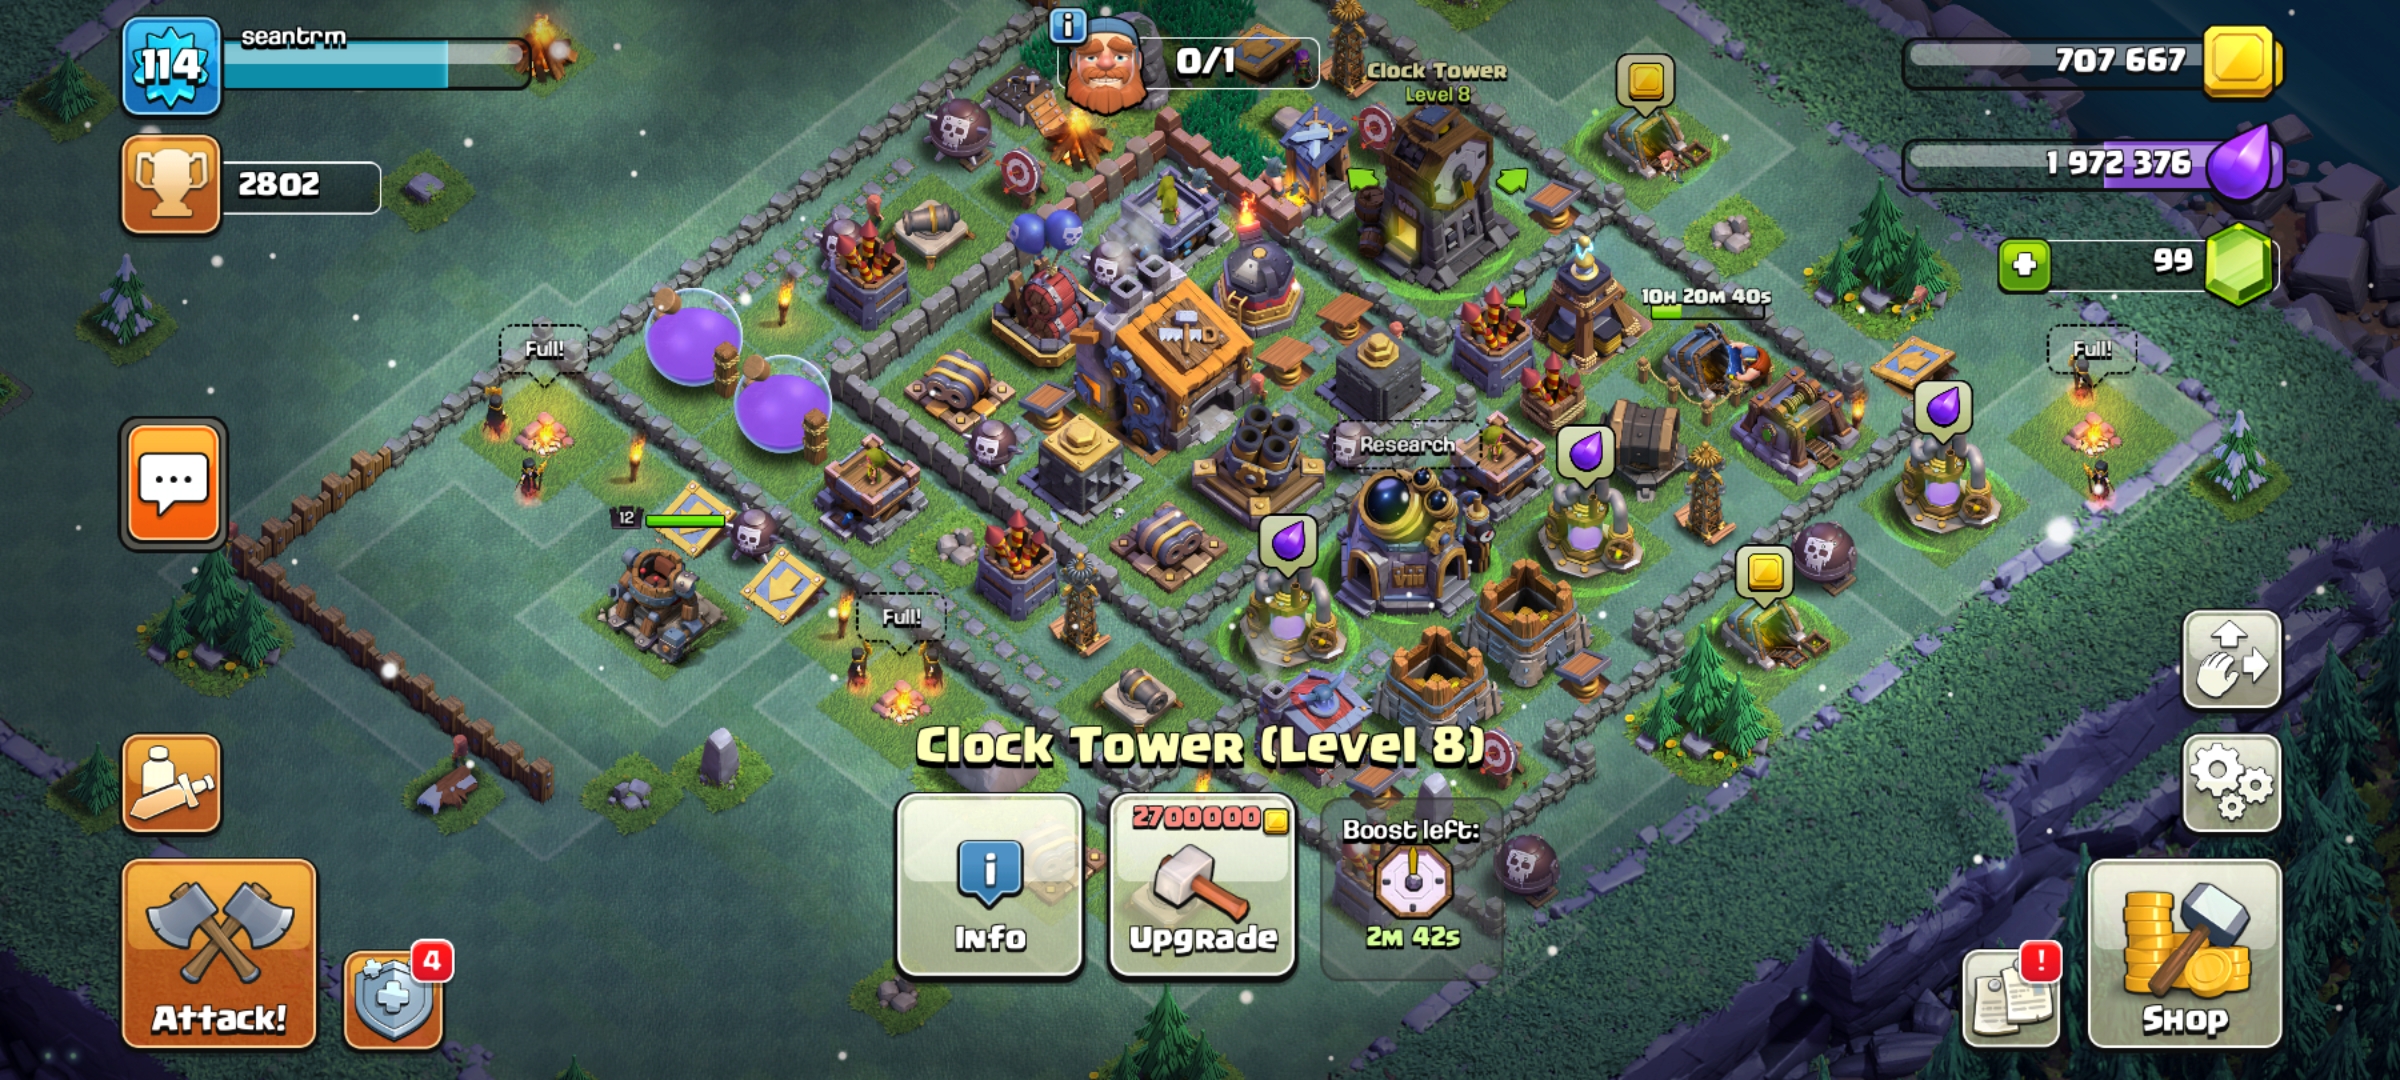 114
seantrm
0/1
707 667
Clock Tower
Level 8
1 972 376
2802
99
10H 20M 40s
Full!
Full!
Research
12
Full!
VIII
Clock Tower (Level 8)
2700000
Boost left:
Info
Upgrade
2M 42s
4
!
Attack!
Shop